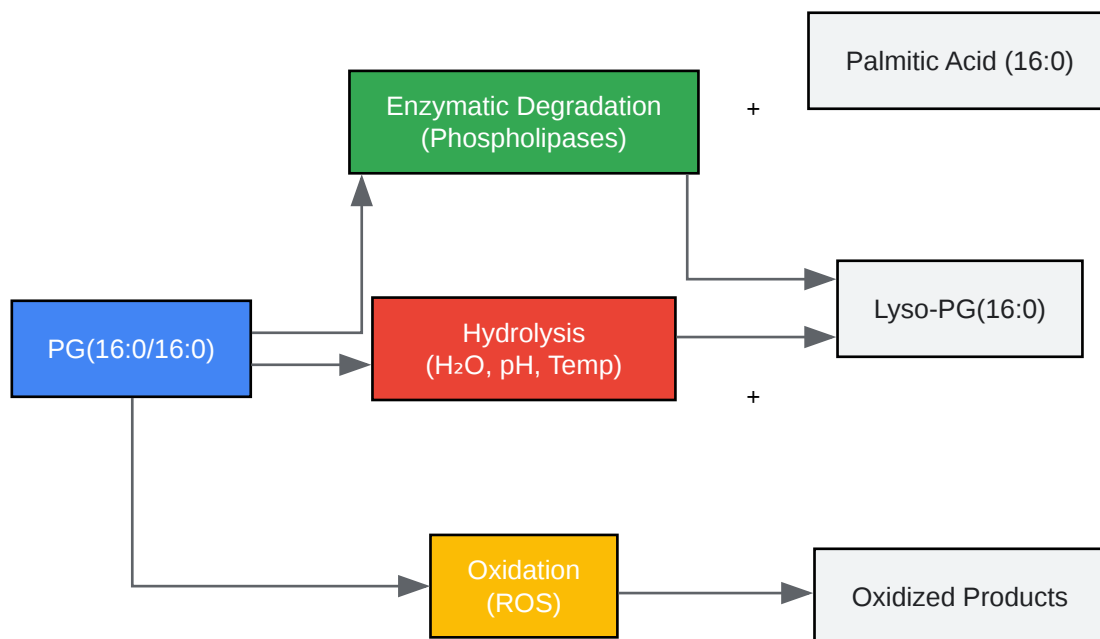 Palmitic Acid (16:0)
Enzymatic Degradation
(Phospholipases)
+
Lyso-PG(16:0)
PG(16:0/16:0)
Hydrolysis
(H₂O, pH, Temp)
+
Oxidation
(ROS)
Oxidized Products